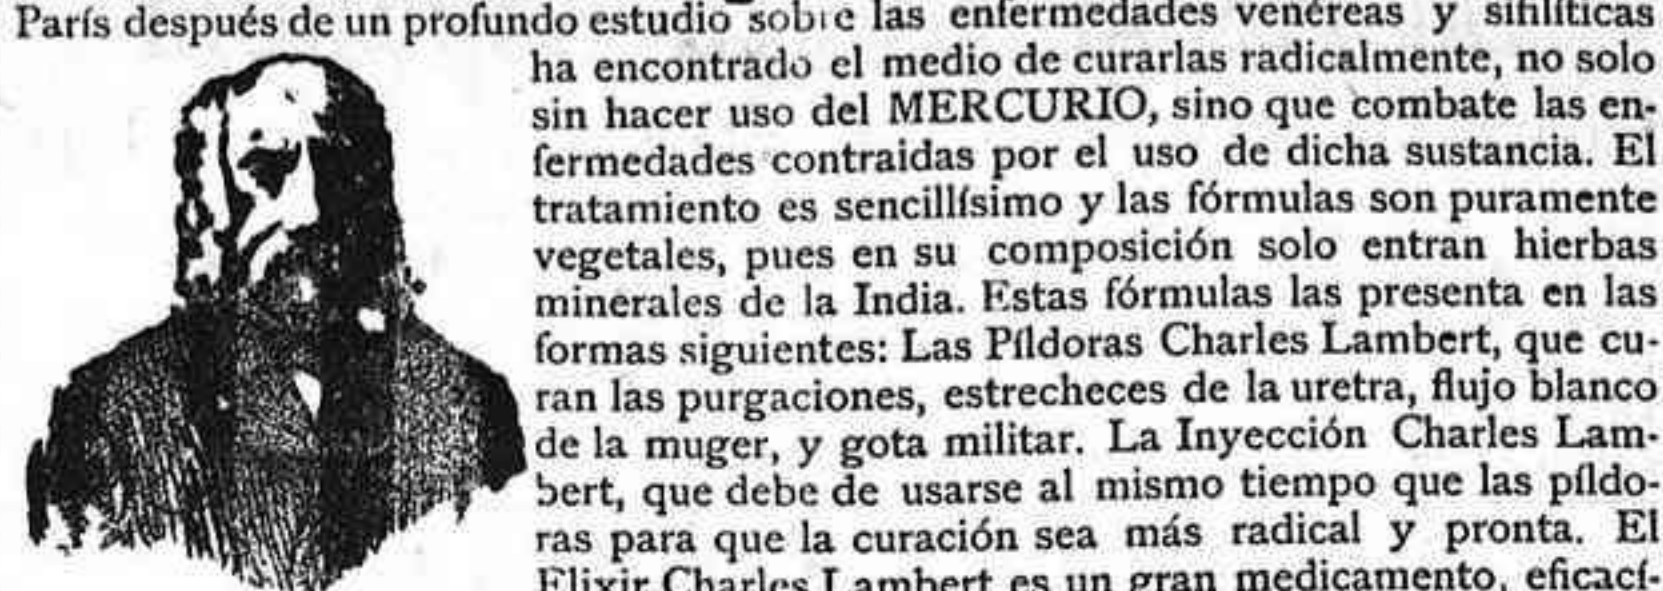 París después de un profundo estudio sobre las enfermedades venéreas y sifilíticas
ha encontrado el medio de curarlas radicalmente, no solo
sin hacer uso del MERCURIO, sino que combate las en-
fermedades contraidas por el uso de dicha sustancia. El
tratamiento es sencillísimo y las fórmulas son puramente
vegetales, pues en su composición solo entran hierbas
minerales de la India. Estas fórmulas las presenta en las
formas siguientes: Las Píldoras Charles Lambert, que cu-
ran las purgaciones, estrecheces de la uretra, flujo blanco
de la muger, y gota militar. La Inyección Charles Lam-
bert, que debe de usarse al mismo tiempo que las píldo-
ras para que la curación sea más radical y pronta. El
Elixir Charles Lambert es un gran medicamento, eficací-